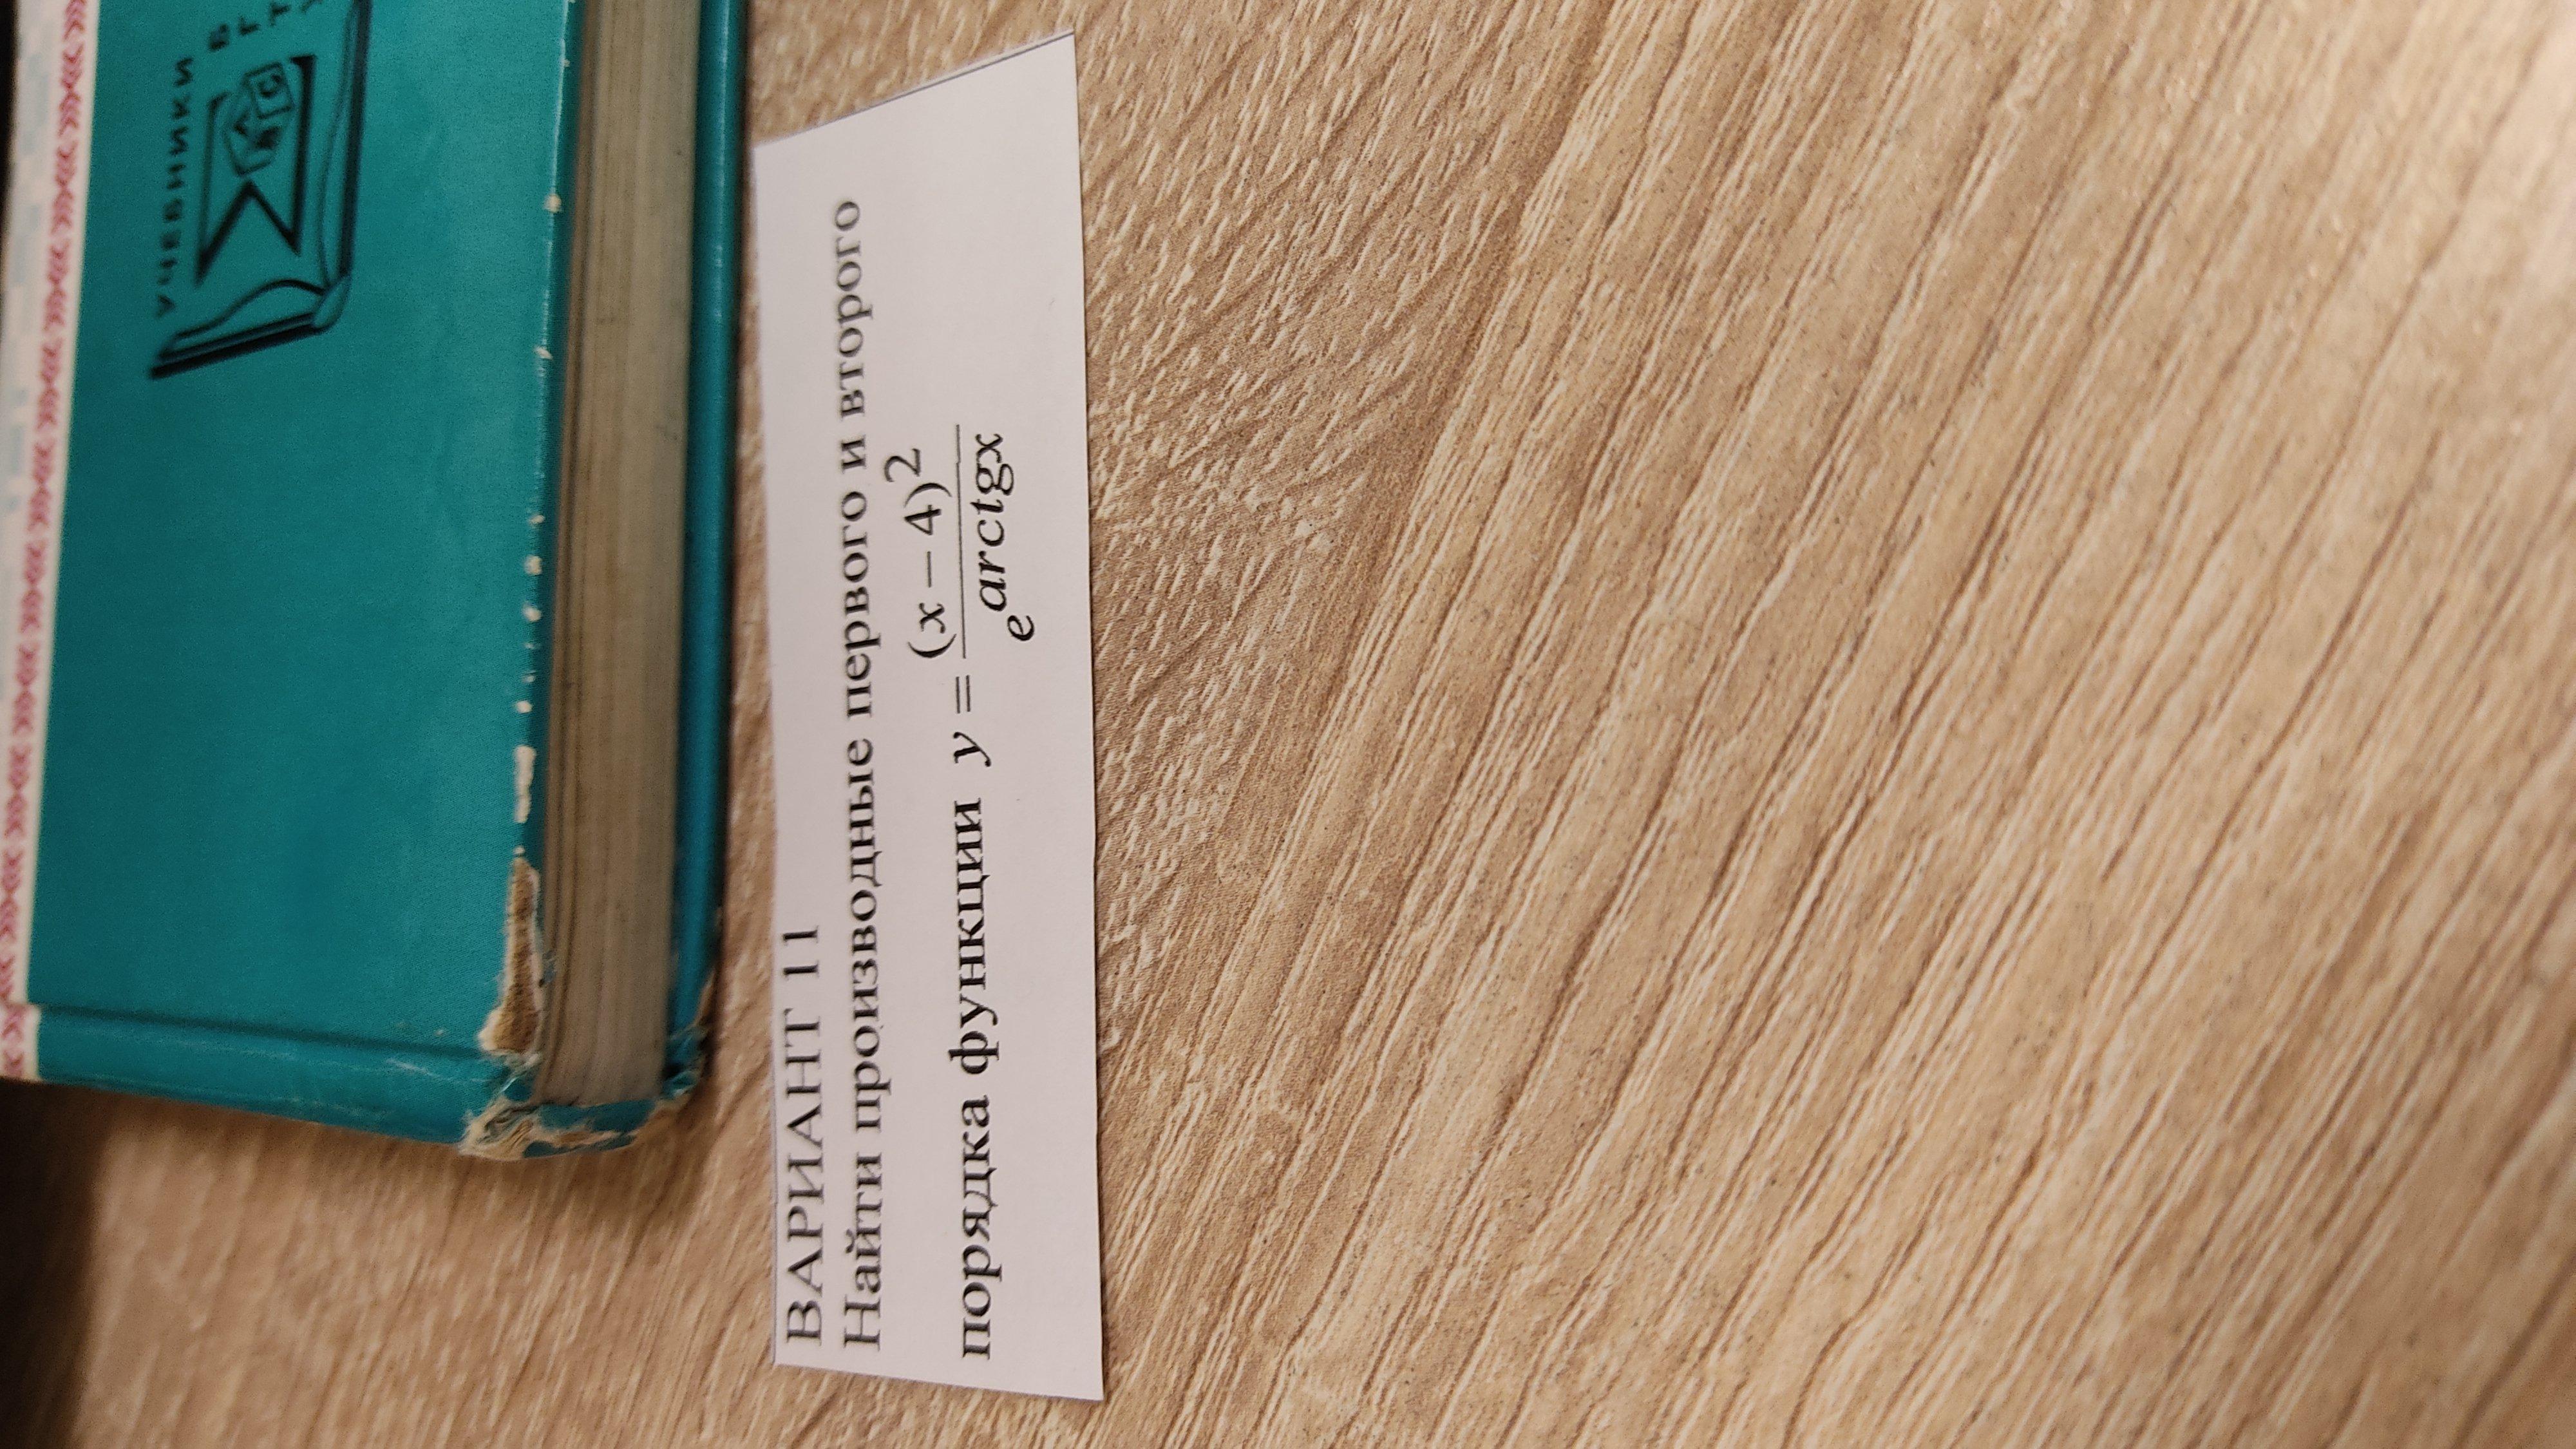 УЧЕБНИКИ
ВАРИАНТ 11
Найти производные первого и второго
порядка функции y = (x – 4)² / e^arctgx